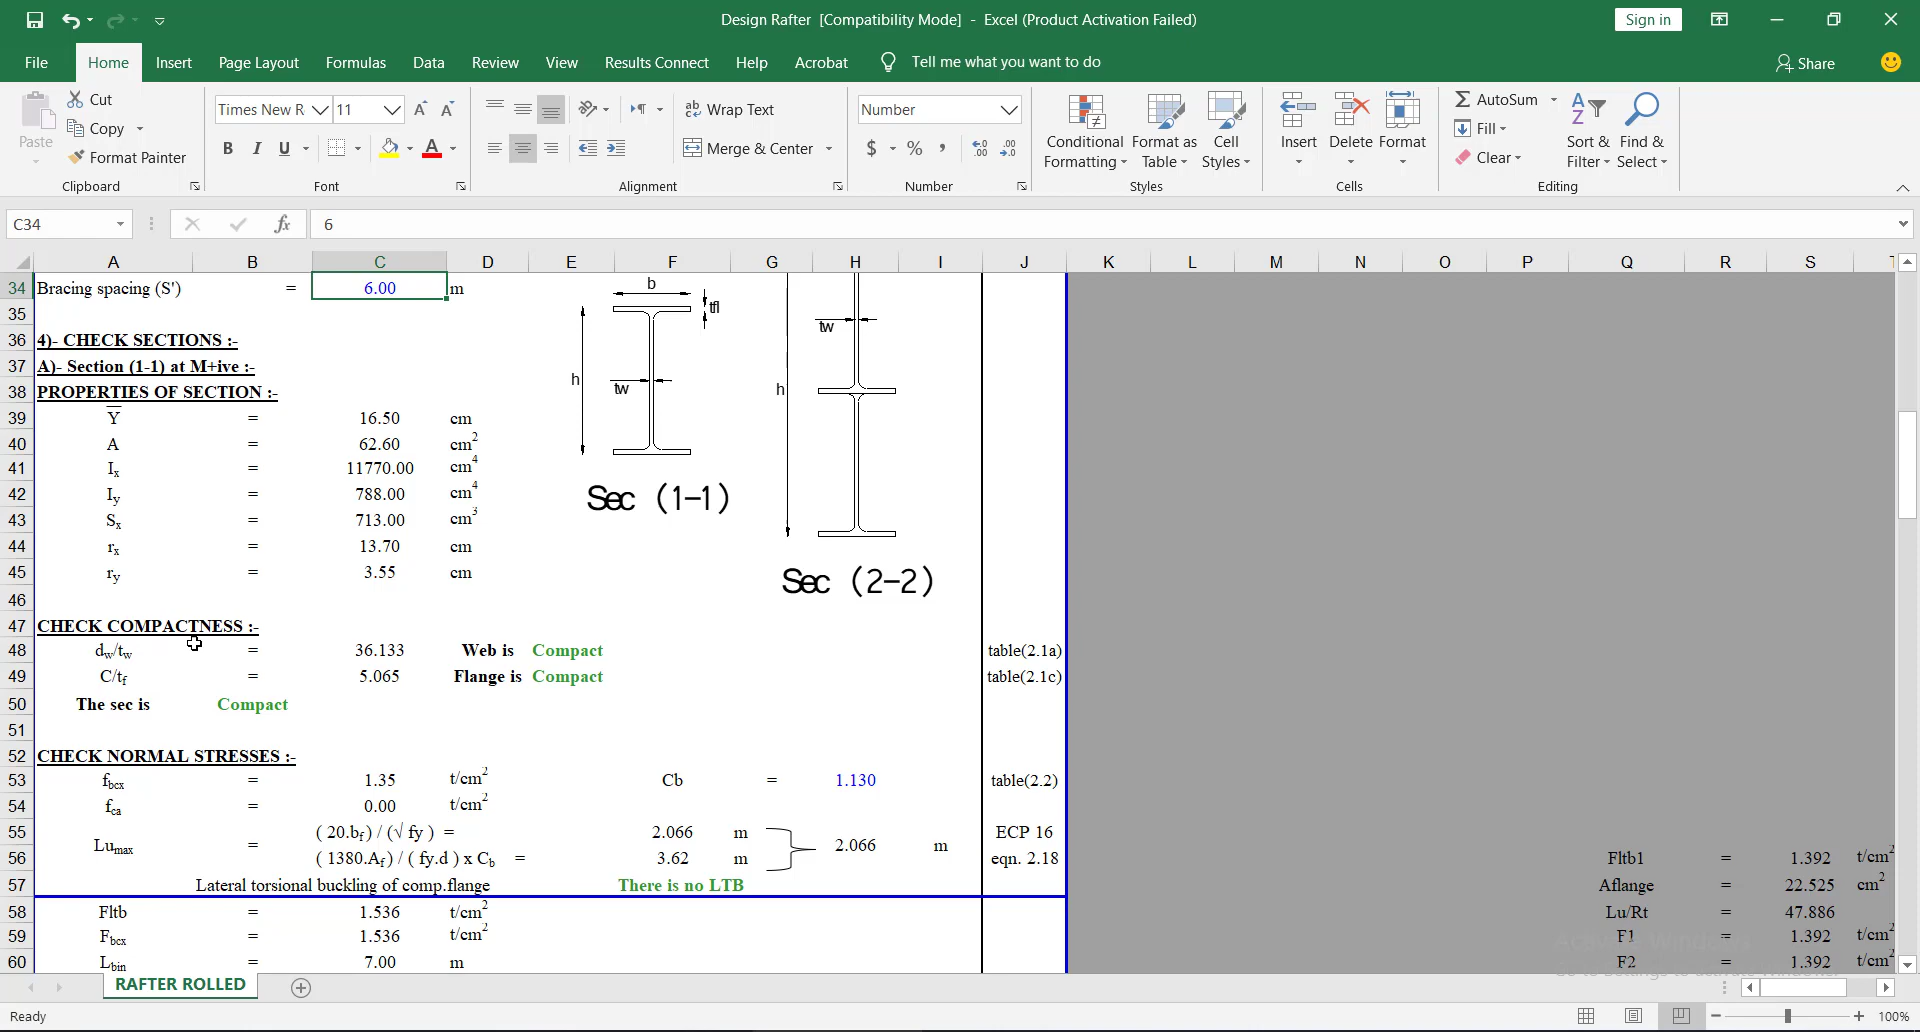 Design Rafter [Compatibility Mode] - Excel (Product Activation Failed)
Sign in
File Home Insert Page Layout Formulas Data Review View Results Connect Help Acrobat Tell me what you want to do Share
Paste
Cut
Copy
Format Painter
Clipboard
Times New R 11
B I U
Font
Wrap Text
Merge & Center
Alignment
Number
$ % ,
Number
Conditional Formatting
Format as Table
Cell Styles
Styles
Insert Delete Format
Cells
AutoSum
Fill
Clear
Sort & Filter
Find & Select
Editing
C34 fx 6
A B C D E F G H I J K L M N O P Q R S
34 Bracing spacing (S') = 6.00 m
b
tfl
tw
h
tw
h
35
36 4)- CHECK SECTIONS :-
37 A)- Section (1-1) at M+ive :-
38 PROPERTIES OF SECTION :-
39 Y̅ = 16.50 cm
40 A = 62.60 cm²
41 Ix = 11770.00 cm⁴
42 Iy = 788.00 cm⁴
Sec (1-1)
43 Sx = 713.00 cm³
44 rx = 13.70 cm
45 ry = 3.55 cm
Sec (2-2)
46
47 CHECK COMPACTNESS :-
48 dw/tw = 36.133 Web is Compact table(2.1a)
49 C/tf = 5.065 Flange is Compact table(2.1c)
50 The sec is Compact
51
52 CHECK NORMAL STRESSES :-
53 fbcx = 1.35 t/cm² Cb = 1.130 table(2.2)
54 fca = 0.00 t/cm²
55 ( 20.bf ) / (√ fy ) = 2.066 m ECP 16
Lumax = 2.066 m
56 ( 1380.Af ) / ( fy.d ) x Cb = 3.62 m eqn. 2.18 Fltb1 = 1.392 t/cm²
57 Lateral torsional buckling of comp.flange There is no LTB Aflange = 22.525 cm²
58 Fltb = 1.536 t/cm² Lu/Rt = 47.886
59 Fbcx = 1.536 t/cm² F1 = 1.392 t/cm²
60 Lbin = 7.00 m F2 = 1.392 t/cm²
RAFTER ROLLED
Ready
100%